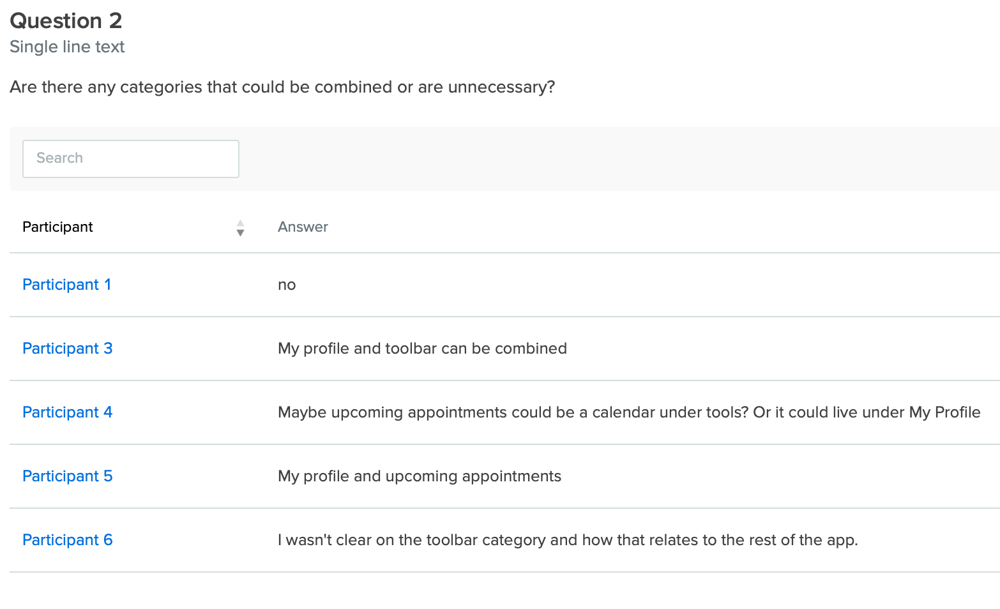 Question 2
Single line text
Are there any categories that could be combined or are unnecessary?
Search
Participant Answer
Participant 1 no
Participant 3 My profile and toolbar can be combined
Participant 4 Maybe upcoming appointments could be a calendar under tools? Or it could live under My Profile
Participant 5 My profile and upcoming appointments
Participant 6 I wasn't clear on the toolbar category and how that relates to the rest of the app.